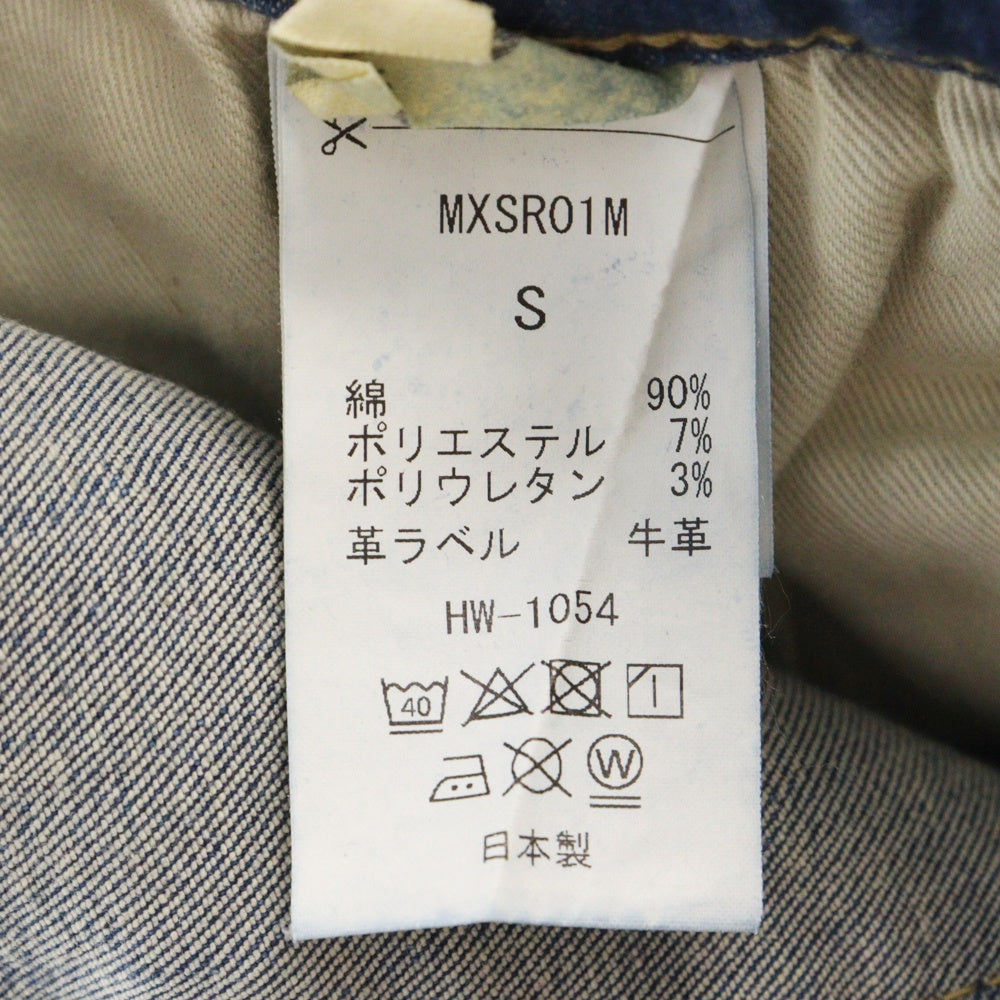 MXSR01M
S
綿 90%
ポリエステル 7%
ポリウレタン 3%
革ラベル 牛革
HW-1054
40
W
日本製